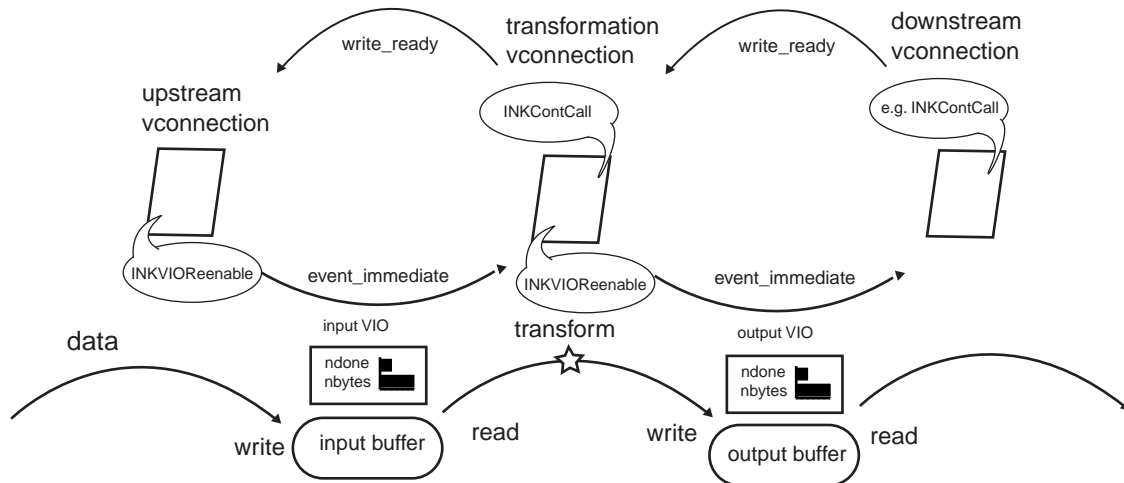 transformation
vconnection
downstream
vconnection
write_ready
write_ready
upstream
vconnection
INKContCall
e.g. INKContCall
INKVIOReenable
event_immediate
INKVIOReenable
event_immediate
input VIO
transform
output VIO
data
ndone
nbytes
ndone
nbytes
write
input buffer
read
write
output buffer
read